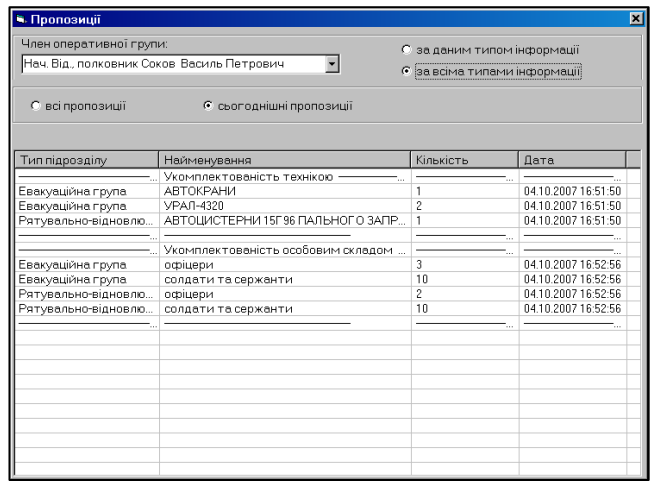 Пропозиції
Член оперативної групи:
Нач. Від., полковник Соков Василь Петрович
за даним типом інформації
за всіма типами інформації
всі пропозиції сьогоднішні пропозиції
Тип підрозділу Найменування Кількість Дата
Укомплектованість технікою
Евакуаційна група АВТОКРАНИ 1 04.10.2007 16:51:50
Евакуаційна група УРАЛ-4320 2 04.10.2007 16:51:50
Рятувально-відновлю... АВТОЦИСТЕРНИ 15Г96 ПАЛЬНОГО ЗАПР... 1 04.10.2007 16:51:50
Укомплектованість особовим складом ...
Евакуаційна група офіцери 3 04.10.2007 16:52:56
Евакуаційна група солдати та сержанти 10 04.10.2007 16:52:56
Рятувально-відновлю... офіцери 2 04.10.2007 16:52:56
Рятувально-відновлю... солдати та сержанти 10 04.10.2007 16:52:56